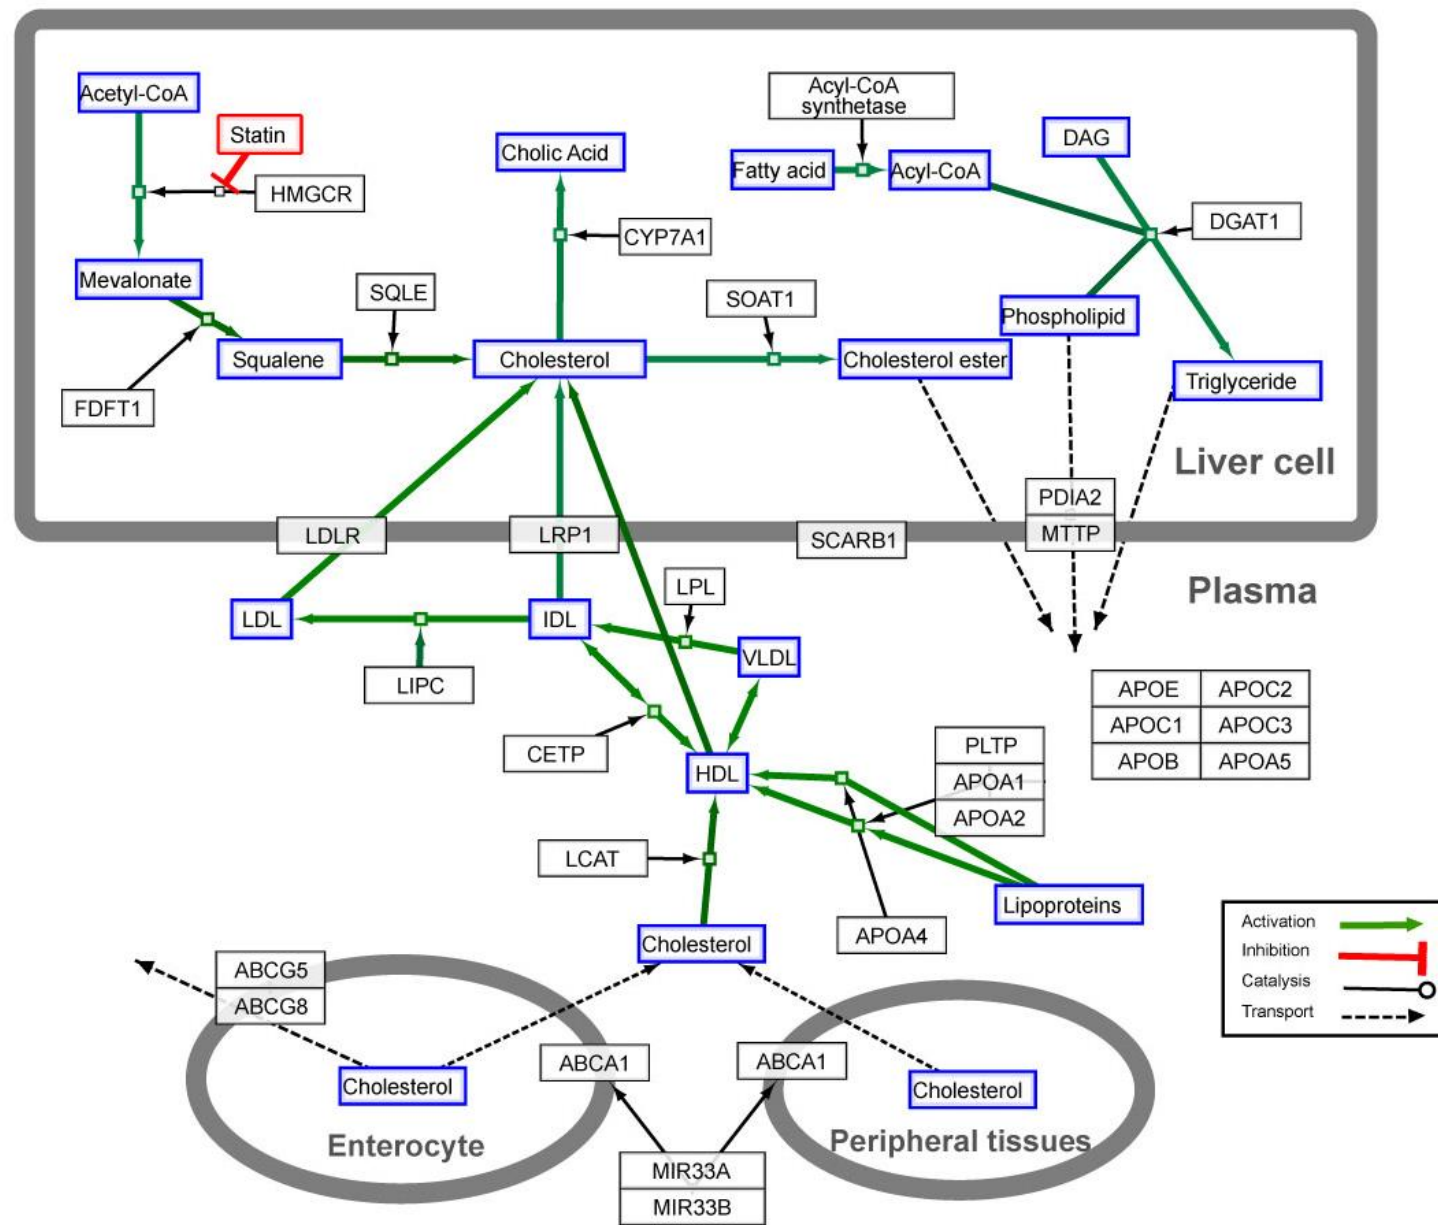 Acetyl-CoA
Statin
HMGCR
Mevalonate
FDFT1
Squalene
SQLE
Cholic Acid
CYP7A1
Cholesterol
SOAT1
Cholesterol ester
Acyl-CoA
synthetase
Fatty acid
Acyl-CoA
DAG
DGAT1
Phospholipid
Triglyceride
Liver cell
PDIA2
MTTP
LDLR
LRP1
SCARB1
Plasma
LDL
IDL
LPL
VLDL
LIPC
CETP
HDL
APOE
APOC2
APOC1
APOC3
APOB
APOA5
PLTP
APOA1
APOA2
LCAT
APOA4
Lipoproteins
Cholesterol
ABCG5
ABCG8
Cholesterol
Enterocyte
ABCA1
ABCA1
Cholesterol
Peripheral tissues
MIR33A
MIR33B
Activation
Inhibition
Catalysis
Transport